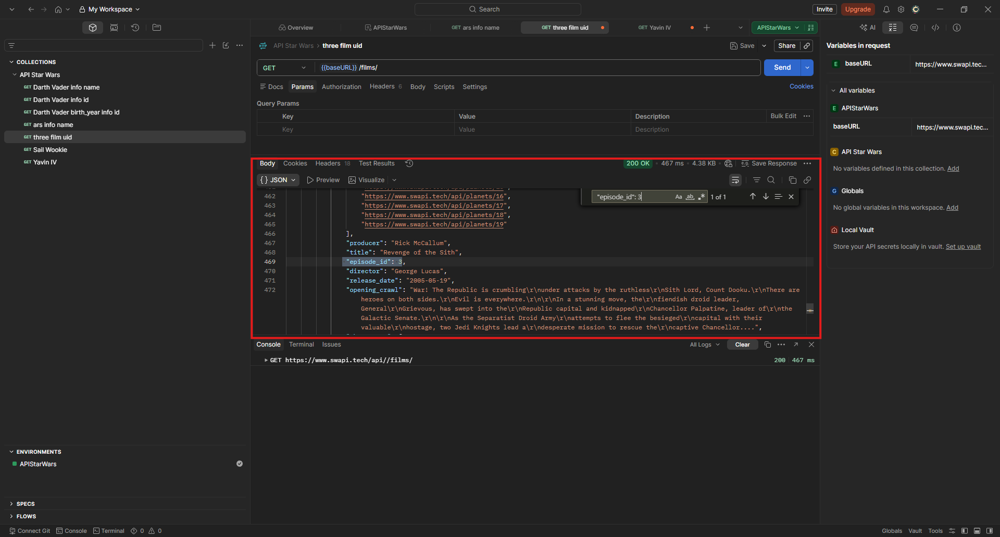 My Workspace
Search
Invite
Upgrade
Overview
APIStarWars
GET ars info name
GET three film uid
GET Yavin IV
APIStarWars
AI
COLLECTIONS
API Star Wars
GET Darth Vader info name
GET Darth Vader info id
GET Darth Vader birth_year info id
GET ars info name
GET three film uid
GET Sail Wookie
GET Yavin IV
ENVIRONMENTS
APIStarWars
SPECS
FLOWS
HTTP API Star Wars > three film uid
Save
Share
GET
{{baseURL}} /films/
Send
Docs Params Authorization Headers 6 Body Scripts Settings
Cookies
Query Params
Key Value Description Bulk Edit
Key Value Description
Body Cookies Headers 18 Test Results
200 OK • 467 ms • 4.38 KB
e.g. Save Response
{} JSON Preview Visualize
"episode_id": 3
Aa ab .* 1 of 1
462 "https://www.swapi.tech/api/planets/16",
463 "https://www.swapi.tech/api/planets/17",
464 "https://www.swapi.tech/api/planets/18",
465 "https://www.swapi.tech/api/planets/19"
466 ],
467 "producer": "Rick McCallum",
468 "title": "Revenge of the Sith",
469 "episode_id": 3,
470 "director": "George Lucas",
471 "release_date": "2005-05-19",
472 "opening_crawl": "War! The Republic is crumbling\r\nunder attacks by the ruthless\r\nSith Lord, Count Dooku.\r\nThere are
heroes on both sides.\r\nEvil is everywhere.\r\n\r\nIn a stunning move, the\r\nfiendish droid leader,
General\r\nGrievous, has swept into the\r\nRepublic capital and kidnapped\r\nChancellor Palpatine, leader of\r\nthe
Galactic Senate.\r\n\r\nAs the Separatist Droid Army\r\nattempts to flee the besieged\r\ncapital with their
valuable\r\nhostage, two Jedi Knights lead a\r\ndesperate mission to rescue the\r\ncaptive Chancellor....",
Console Terminal Issues
All Logs
Clear
GET https://www.swapi.tech/api//films/
200 467 ms
Variables in request
E baseURL https://www.swapi.tec...
All variables
E APIStarWars
baseURL https://www.swapi.tec...
C API Star Wars
No variables defined in this collection. Add
G Globals
No global variables in this workspace. Add
Local Vault
Store your API secrets locally in vault. Set up vault
Connect Git Console Terminal 0 0
Globals Vault Tools